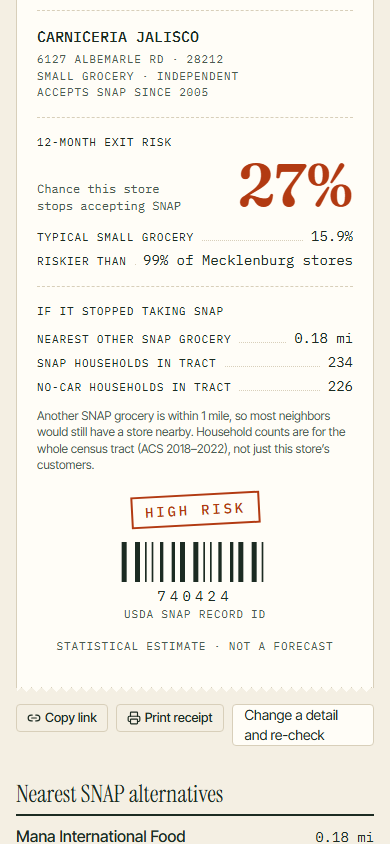 CARNICERIA JALISCO
6127 ALBEMARLE RD · 28212
SMALL GROCERY · INDEPENDENT
ACCEPTS SNAP SINCE 2005
12-MONTH EXIT RISK
Chance this store
stops accepting SNAP
27%
TYPICAL SMALL GROCERY 15.9%
RISKIER THAN 99% of Mecklenburg stores
IF IT STOPPED TAKING SNAP
NEAREST OTHER SNAP GROCERY 0.18 mi
SNAP HOUSEHOLDS IN TRACT 234
NO-CAR HOUSEHOLDS IN TRACT 226
Another SNAP grocery is within 1 mile, so most neighbors
would still have a store nearby. Household counts are for the
whole census tract (ACS 2018–2022), not just this store's
customers.
HIGH RISK
740424
USDA SNAP RECORD ID
STATISTICAL ESTIMATE · NOT A FORECAST
Copy link
Print receipt
Change a detail
and re-check
Nearest SNAP alternatives
Mana International Food 0.18 mi